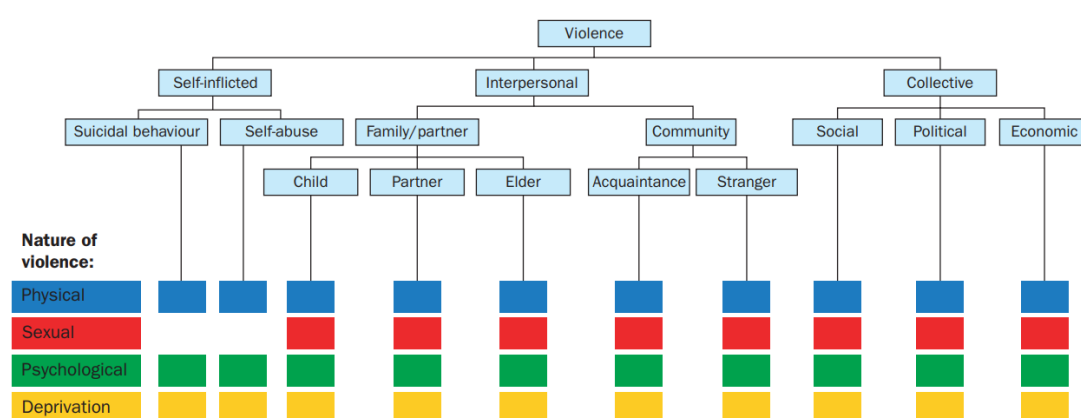 Violence
Self-inflicted
Interpersonal
Collective
Suicidal behaviour
Self-abuse
Family/partner
Community
Social
Political
Economic
Child
Partner
Elder
Acquaintance
Stranger
Nature of
violence:
Physical
Sexual
Psychological
Deprivation